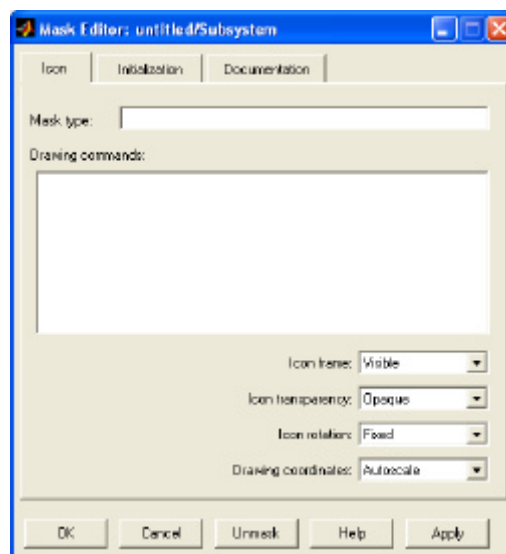 Mask Editor: untitled/Subsystem
Icon Initialization Documentation
Mask type:
Drawing commands:
Icon frame: Visible
Icon transparency: Opaque
Icon rotation: Fixed
Drawing coordinates: Autoscale
OK Cancel Unmask Help Apply